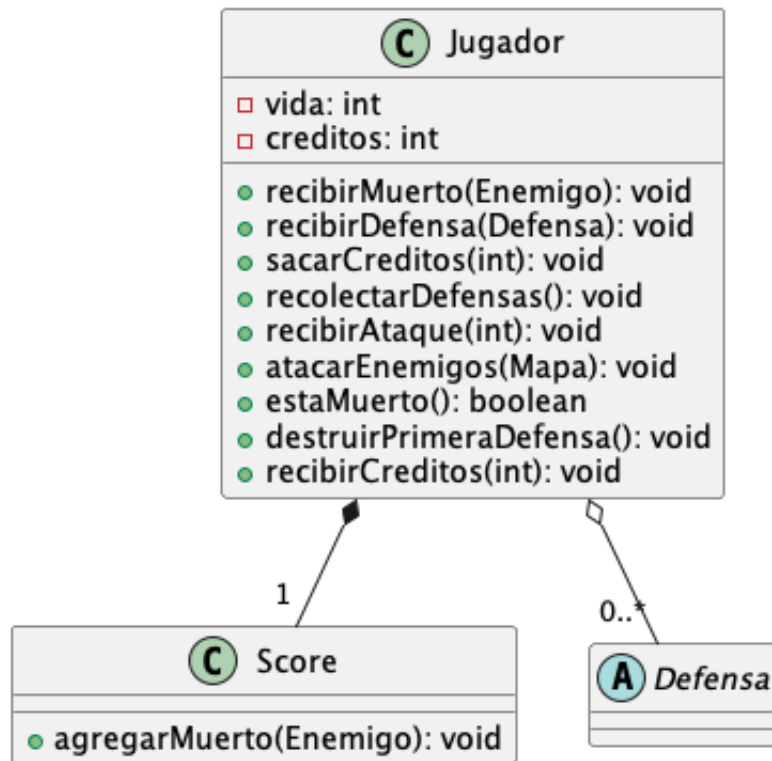 C Jugador
vida: int
creditos: int
recibirMuerto(Enemigo): void
recibirDefensa(Defensa): void
sacarCreditos(int): void
recolectarDefensas(): void
recibirAtaque(int): void
atacarEnemigos(Mapa): void
estaMuerto(): boolean
destruirPrimeraDefensa(): void
recibirCreditos(int): void
1
0..*
C Score
A Defensa
agregarMuerto(Enemigo): void